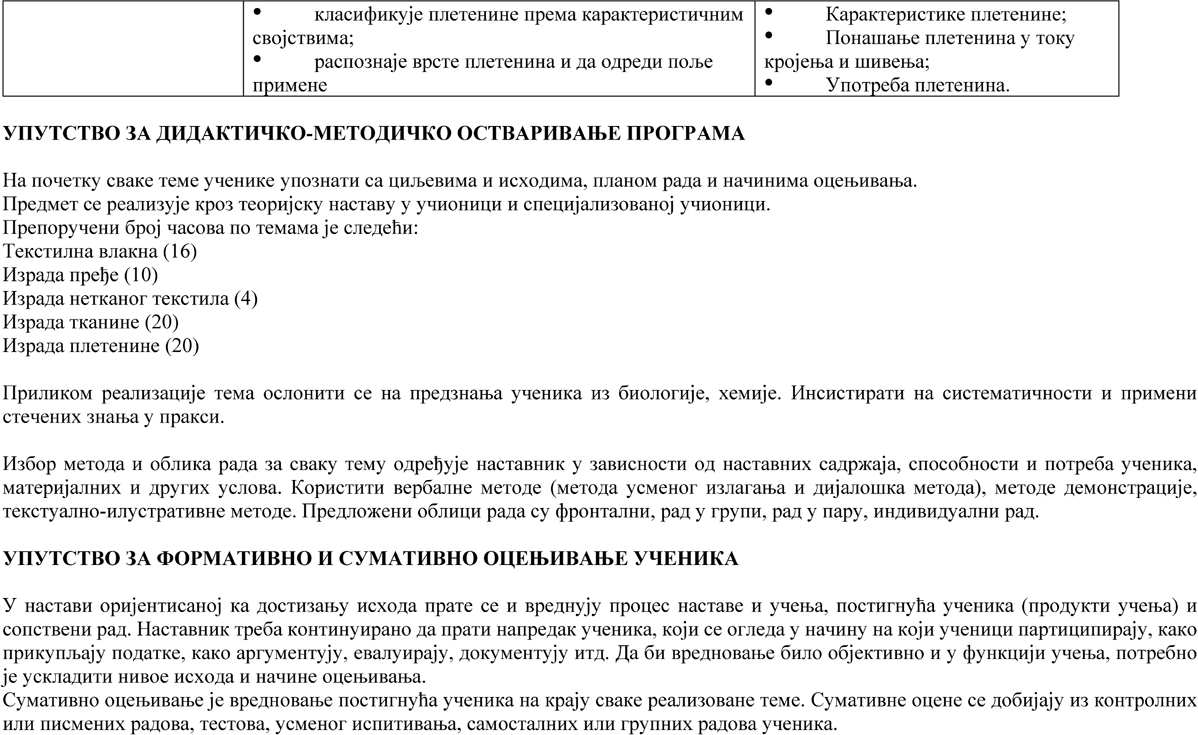 • класификује плетенине према карактеристичним
својствима;
• распознаје врсте плетенина и да одреди поље
примене
• Карактеристике плетенине;
• Понашање плетенина у току
кројења и шивења;
• Употреба плетенина.
УПУТСТВО ЗА ДИДАКТИЧКО-МЕТОДИЧКО ОСТВАРИВАЊЕ ПРОГРАМА
На почетку сваке теме ученике упознати са циљевима и исходима, планом рада и начинима оцењивања.
Предмет се реализује кроз теоријску наставу у учионици и специјализованој учионици.
Препоручени број часова по темама је следећи:
Текстилна влакна (16)
Израда пређе (10)
Израда нетканог текстила (4)
Израда тканине (20)
Израда плетенине (20)
Приликом реализације тема ослонити се на предзнања ученика из биологије, хемије. Инсистирати на систематичности и примени
стечених знања у пракси.
Избор метода и облика рада за сваку тему одређује наставник у зависности од наставних садржаја, способности и потреба ученика,
материјалних и других услова. Користити вербалне методе (метода усменог излагања и дијалошка метода), методе демонстрације,
текстуално-илустративне методе. Предложени облици рада су фронтални, рад у групи, рад у пару, индивидуални рад.
УПУТСТВО ЗА ФОРМАТИВНО И СУМАТИВНО ОЦЕЊИВАЊЕ УЧЕНИКА
У настави оријентисаној ка достизању исхода прате се и вреднују процес наставе и учења, постигнућа ученика (продукти учења) и
сопствени рад. Наставник треба континуирано да прати напредак ученика, који се огледа у начину на који ученици партиципирају, како
прикупљају податке, како аргументују, евалуирају, документују итд. Да би вредновање било објективно и у функцији учења, потребно
је ускладити нивое исхода и начине оцењивања.
Сумативно оцењивање је вредновање постигнућа ученика на крају сваке реализоване теме. Сумативне оцене се добијају из контролних
или писмених радова, тестова, усменог испитивања, самосталних или групних радова ученика.